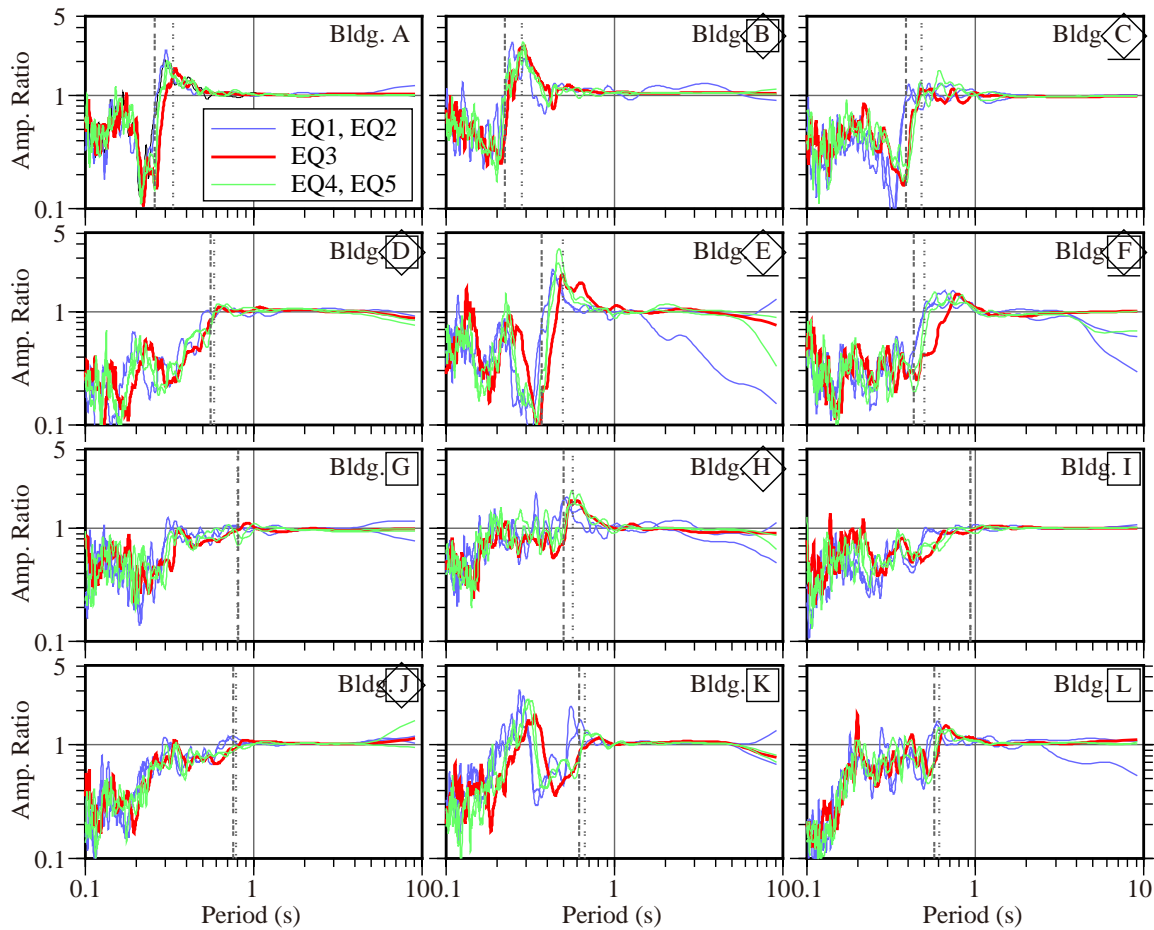 5
Bldg. A
Bldg. B
Bldg. C
Amp. Ratio
1
EQ1, EQ2
EQ3
EQ4, EQ5
0.1
5
Bldg. D
Bldg. E
Bldg. F
Amp. Ratio
1
0.1
5
Bldg. G
Bldg. H
Bldg. I
Amp. Ratio
1
0.1
5
Bldg. J
Bldg. K
Bldg. L
Amp. Ratio
1
0.1
0.1 1 100.1 1 100.1 1 10
Period (s) Period (s) Period (s)